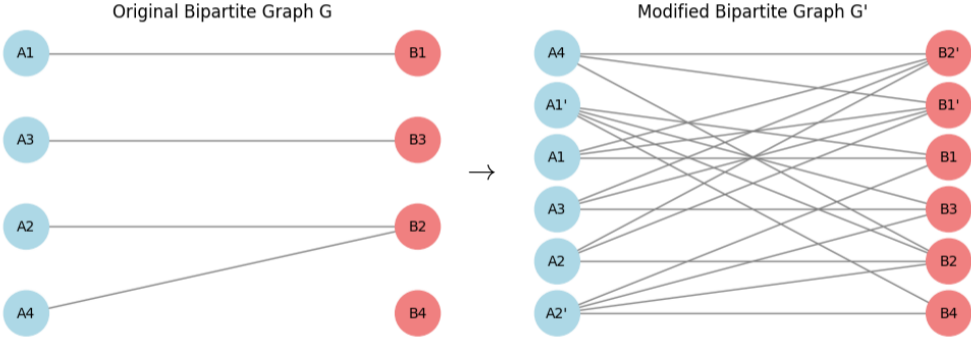 Original Bipartite Graph G
A1 B1
A3 B3
A2 B2
A4 B4
→
Modified Bipartite Graph G'
A4 B2'
A1' B1'
A1 B1
A3 B3
A2 B2
A2' B4